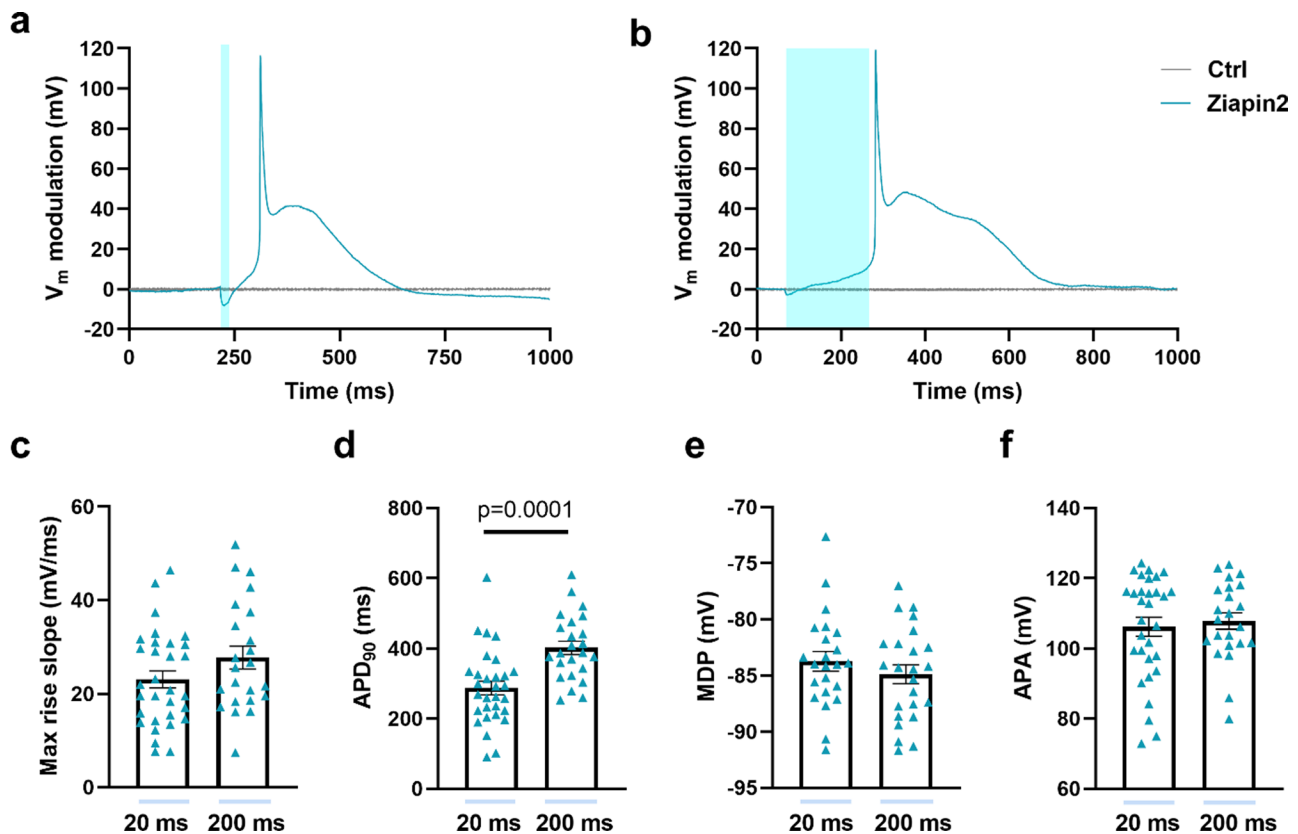 a
120
100
80
60
40
20
0
-20
Vm modulation (mV)
0 250 500 750 1000
Time (ms)
b
120
100
80
60
40
20
0
-20
Vm modulation (mV)
0 200 400 600 800 1000
Time (ms)
Ctrl
Ziapin2
c
60
40
20
0
Max rise slope (mV/ms)
20 ms 200 ms
d
p=0.0001
800
600
400
200
0
APD90 (ms)
20 ms 200 ms
e
-70
-75
-80
-85
-90
-95
MDP (mV)
20 ms 200 ms
f
140
120
100
80
60
APA (mV)
20 ms 200 ms